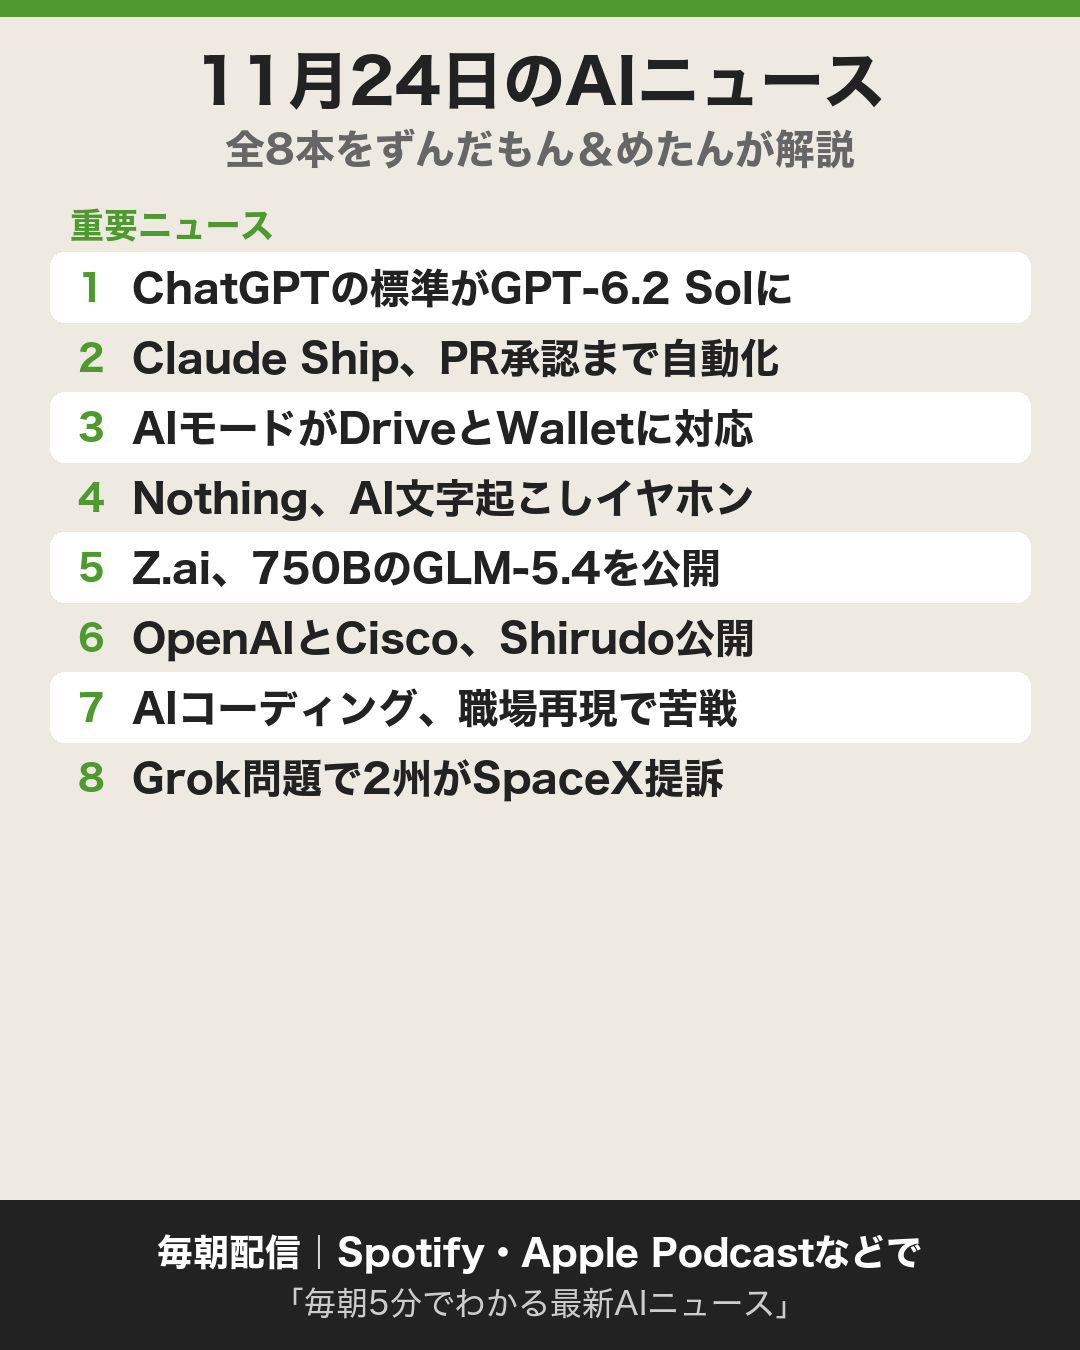 11月24日のAIニュース
全8本をずんだもん＆めたんが解説
重要ニュース
1 ChatGPTの標準がGPT-6.2 Solに
2 Claude Ship、PR承認まで自動化
3 AIモードがDriveとWalletに対応
4 Nothing、AI文字起こしイヤホン
5 Z.ai、750BのGLM-5.4を公開
6 OpenAIとCisco、Shirudo公開
7 AIコーディング、職場再現で苦戦
8 Grok問題で2州がSpaceX提訴
毎朝配信｜Spotify・Apple Podcastなどで
「毎朝5分でわかる最新AIニュース」